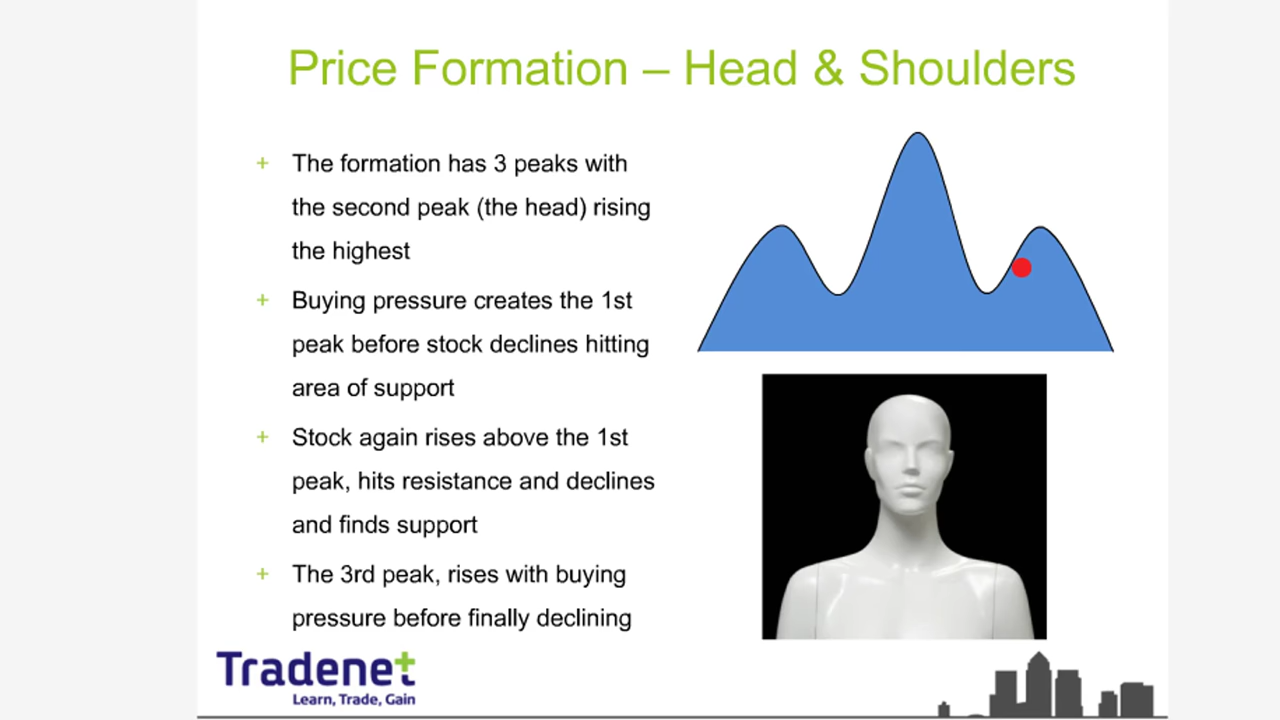 Price Formation – Head & Shoulders
+ The formation has 3 peaks with
the second peak (the head) rising
the highest
+ Buying pressure creates the 1st
peak before stock declines hitting
area of support
+ Stock again rises above the 1st
peak, hits resistance and declines
and finds support
+ The 3rd peak, rises with buying
pressure before finally declining
Tradenet
Learn, Trade, Gain